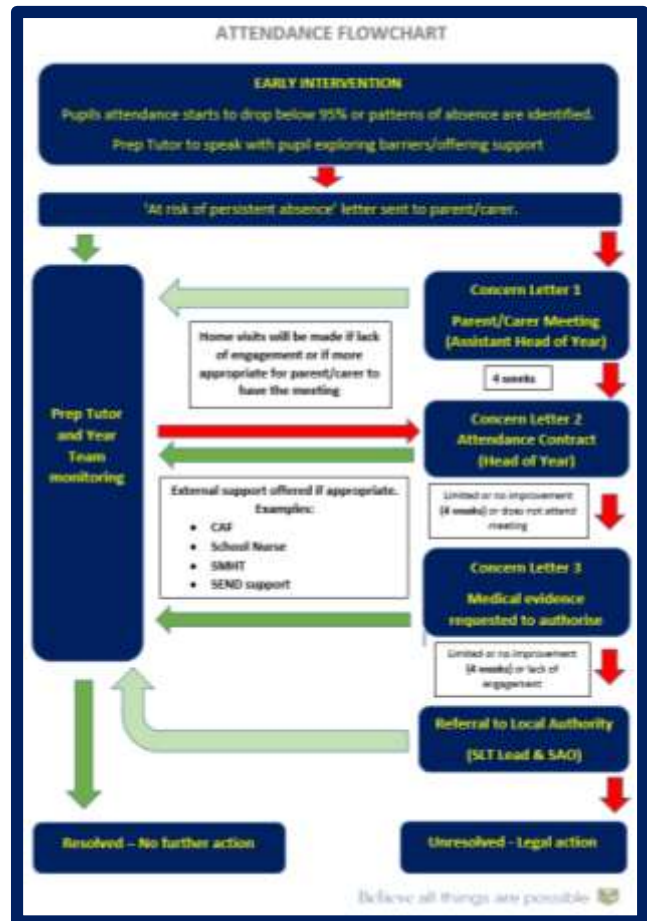 ATTENDANCE FLOWCHART
EARLY INTERVENTION
Pupils attendance starts to drop below 95% or patterns of absence are identified.
Prep Tutor to speak with pupil exploring barriers/offering support
'At risk of persistent absence' letter sent to parent/carer.
Concern Letter 1
Parent/Carer Meeting
(Assistant Head of Year)
Home visits will be made if lack
of engagement or if more
appropriate for parent/carer to
have the meeting
4 weeks
Prep Tutor
and Year
Team
monitoring
Concern Letter 2
Attendance Contract
(Head of Year)
External support offered if appropriate.
Examples:
• CAF
• School Nurse
• SMHT
• SEND support
Limited or no improvement
(4 weeks) or does not attend
meeting
Concern Letter 3
Medical evidence
requested to authorise
Limited or no improvement
(4 weeks) or lack of
engagement
Referral to Local Authority
(SLT Lead & SAO)
Resolved – No further action
Unresolved - Legal action
Believe all things are possible